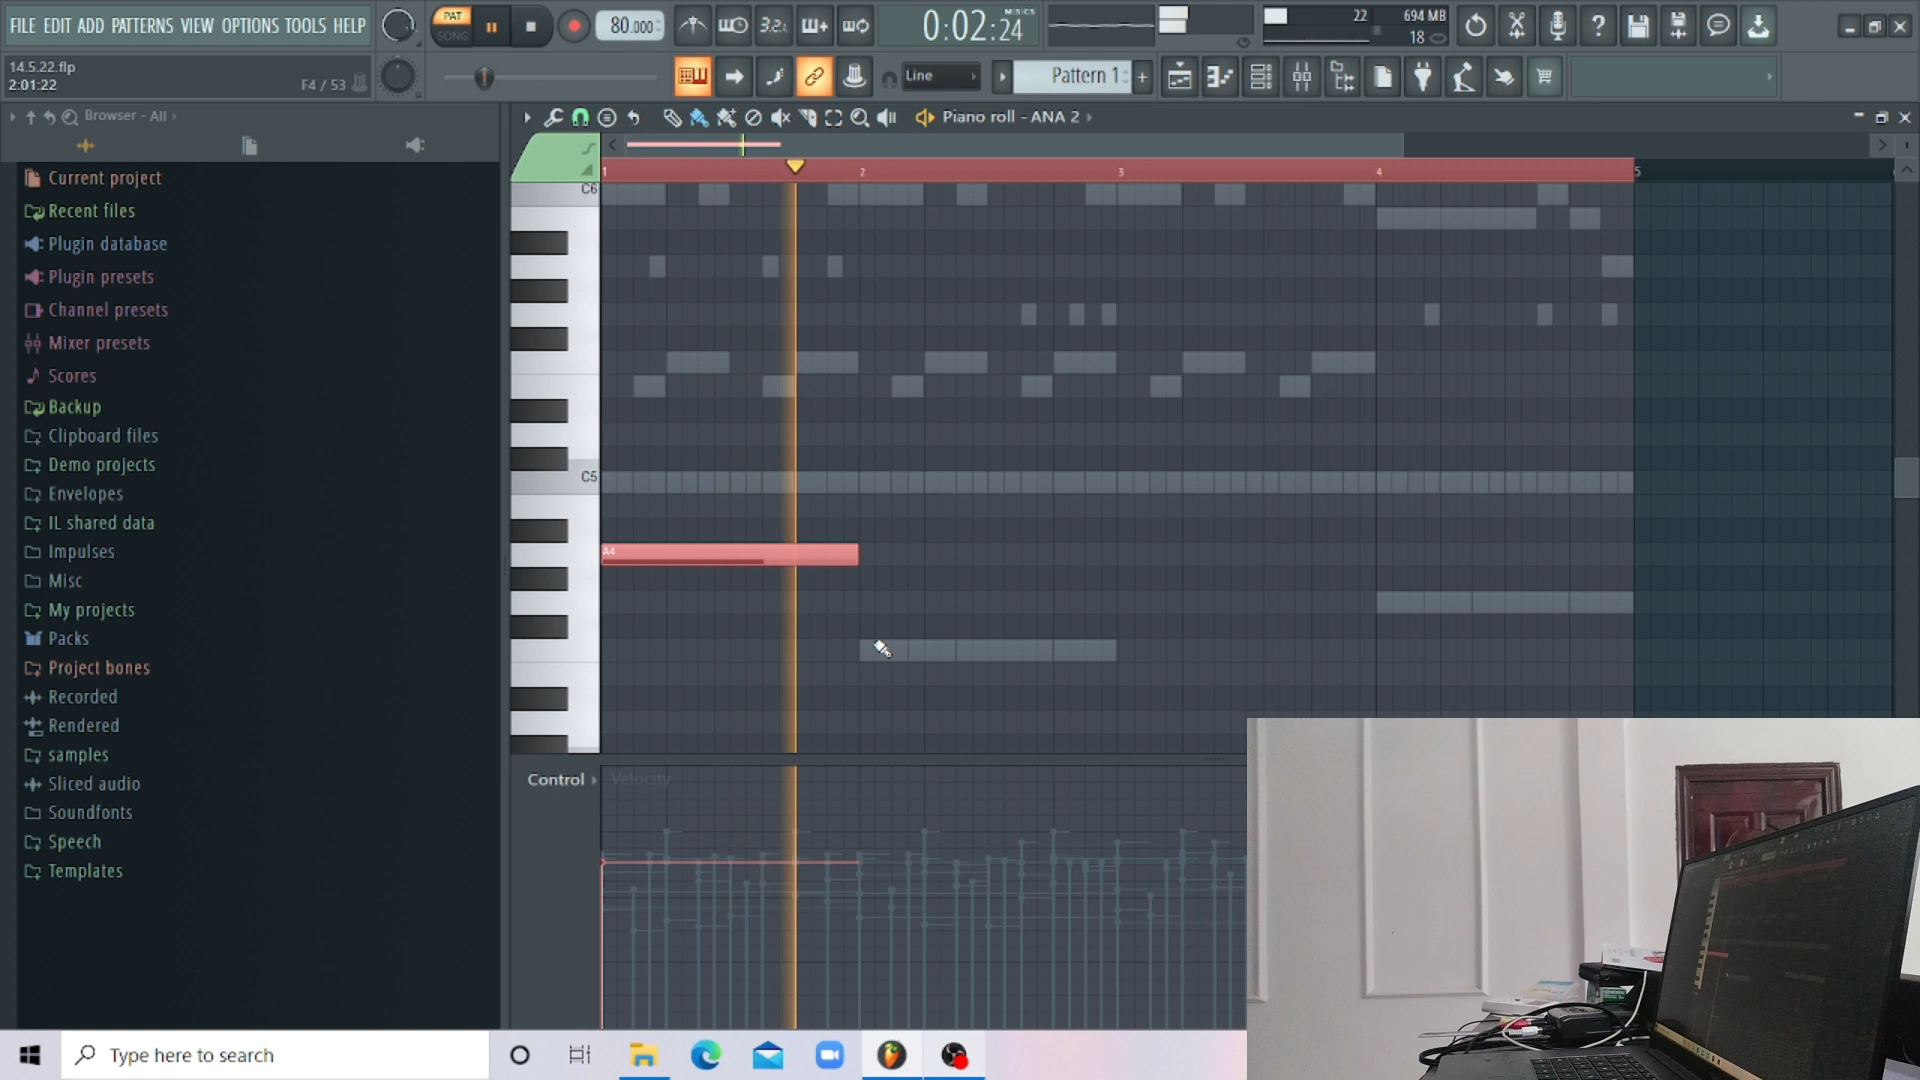 FILE EDIT ADD PATTERNS VIEW OPTIONS TOOLS HELP
PAT
SONG
80.000
3.2.
0:02:24
M:S:CS
22
694 MB
18
14.5.22.flp
2:01:22
F4 / 53
Line
Pattern 1
Browser - All
Piano roll - ANA 2
Current project
Recent files
Plugin database
Plugin presets
Channel presets
Mixer presets
Scores
Backup
Clipboard files
Demo projects
Envelopes
IL shared data
Impulses
Misc
My projects
Packs
Project bones
Recorded
Rendered
samples
Sliced audio
Soundfonts
Speech
Templates
1
2
3
4
5
C6
C5
A4
Control
Velocity
Type here to search